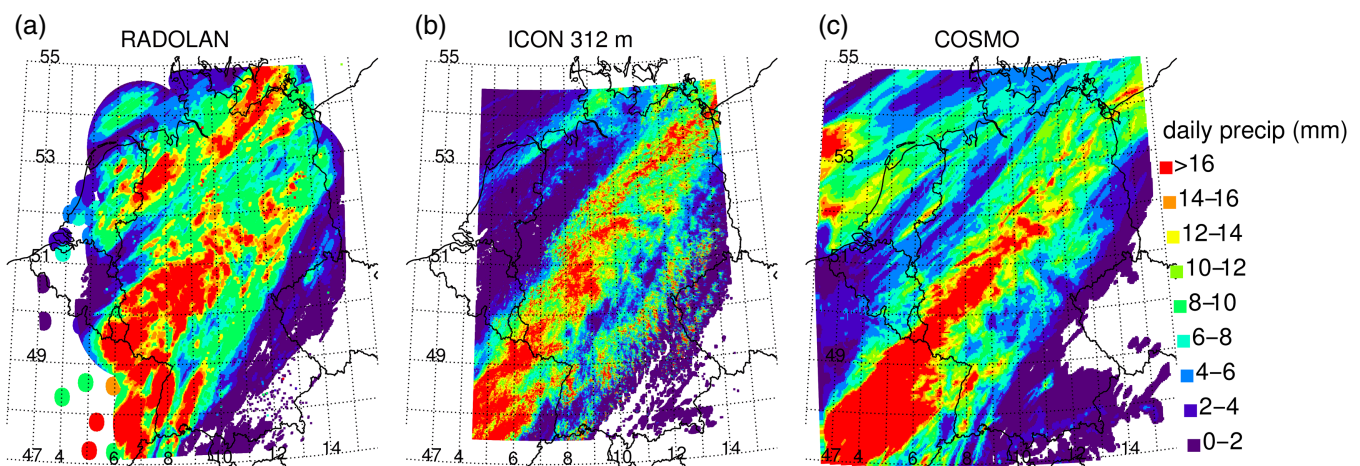 (a) (b) (c)
RADOLAN ICON 312 m COSMO
55 55 55
53 53 53
51 51 51
49 49 49
47 4 6 8 10 12 14 47 4 6 8 10 12 14 47 4 6 8 10 12 14
daily precip (mm)
>16
14–16
12–14
10–12
8–10
6–8
4–6
2–4
0–2